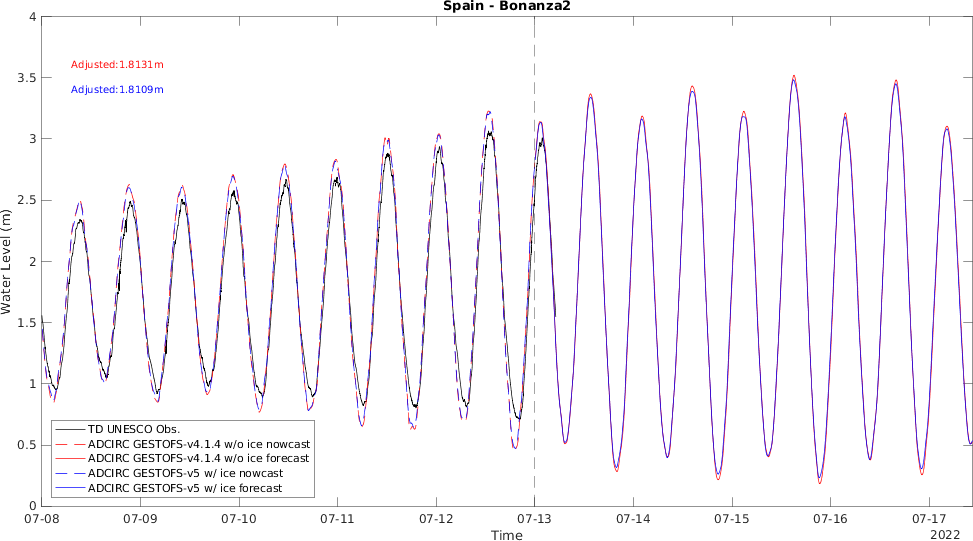 Spain - Bonanza2
4
3.5
3
2.5
2
1.5
1
0.5
0
Water Level (m)
Adjusted:1.8131m
Adjusted:1.8109m
TD UNESCO Obs.
ADCIRC GESTOFS-v4.1.4 w/o ice nowcast
ADCIRC GESTOFS-v4.1.4 w/o ice forecast
ADCIRC GESTOFS-v5 w/ ice nowcast
ADCIRC GESTOFS-v5 w/ ice forecast
07-08 07-09 07-10 07-11 07-12 07-13 07-14 07-15 07-16 07-17
Time
2022